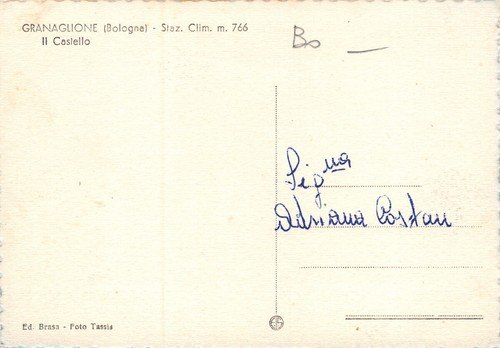 GRANAGLIONE (Bologna) - Staz. Clim. m. 766
Il Castello
Bo
Sig.na
Adriana Costan
Ed. Brasa - Foto Tassis